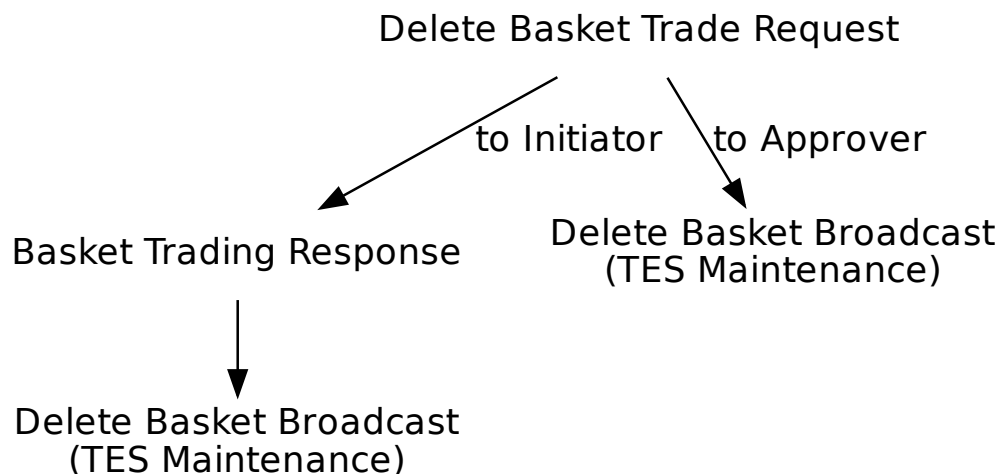 Delete Basket Trade Request
to Initiator
to Approver
Basket Trading Response
Delete Basket Broadcast
(TES Maintenance)
Delete Basket Broadcast
(TES Maintenance)